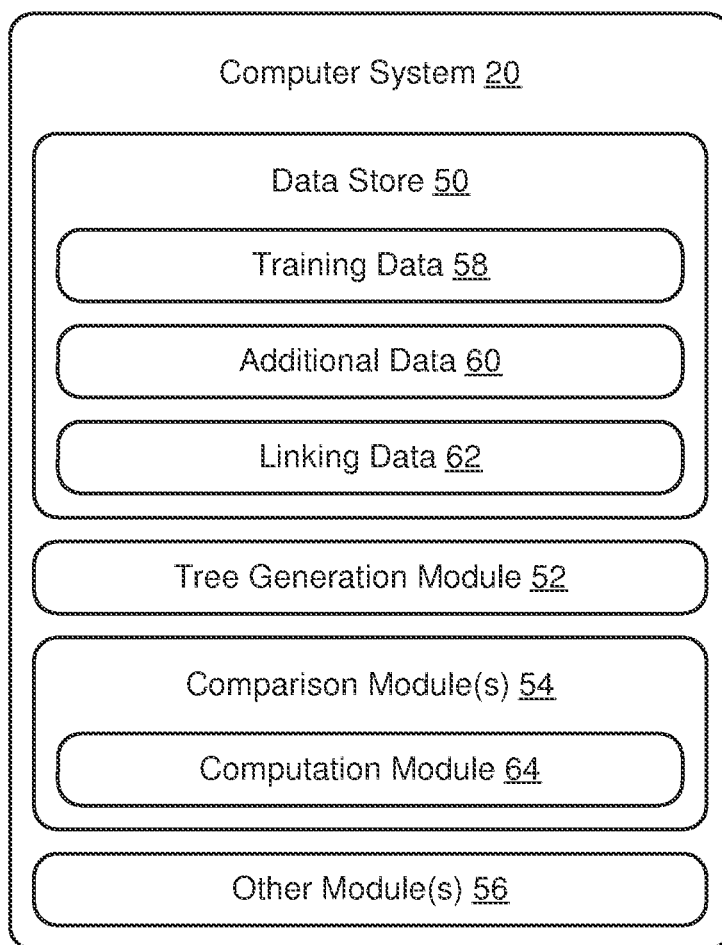 Computer System 20
Data Store 50
Training Data 58
Additional Data 60
Linking Data 62
Tree Generation Module 52
Comparison Module(s) 54
Computation Module 64
Other Module(s) 56